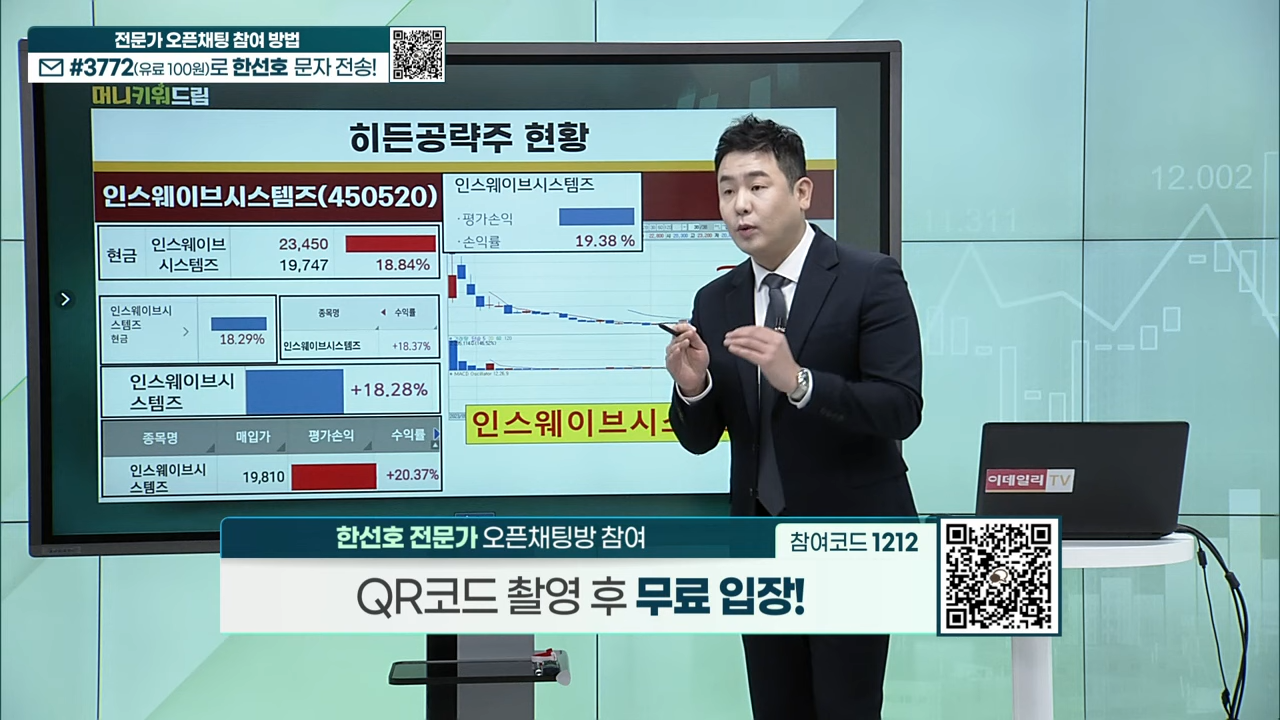 전문가 오픈채팅 참여 방법
#3772(유료 100원)로 한선호 문자 전송!
머니키워드림
히든공략주 현황
인스웨이브시스템즈(450520)
인스웨이브시스템즈
·평가손익
·손익률 19.38 %
현금 인스웨이브 시스템즈 23,450 19,747 18.84%
인스웨이브시
스템즈
현금
18.29%
종목명 수익률
인스웨이브시스템즈 +18.37%
인스웨이브시
스템즈 +18.28%
종목명 매입가 평가손익 수익률
인스웨이브시
스템즈 19,810 +20.37%
인스웨이브시
12.002
11.311
이데일리TV
한선호 전문가 오픈채팅방 참여
참여코드 1212
QR코드 촬영 후 무료 입장!